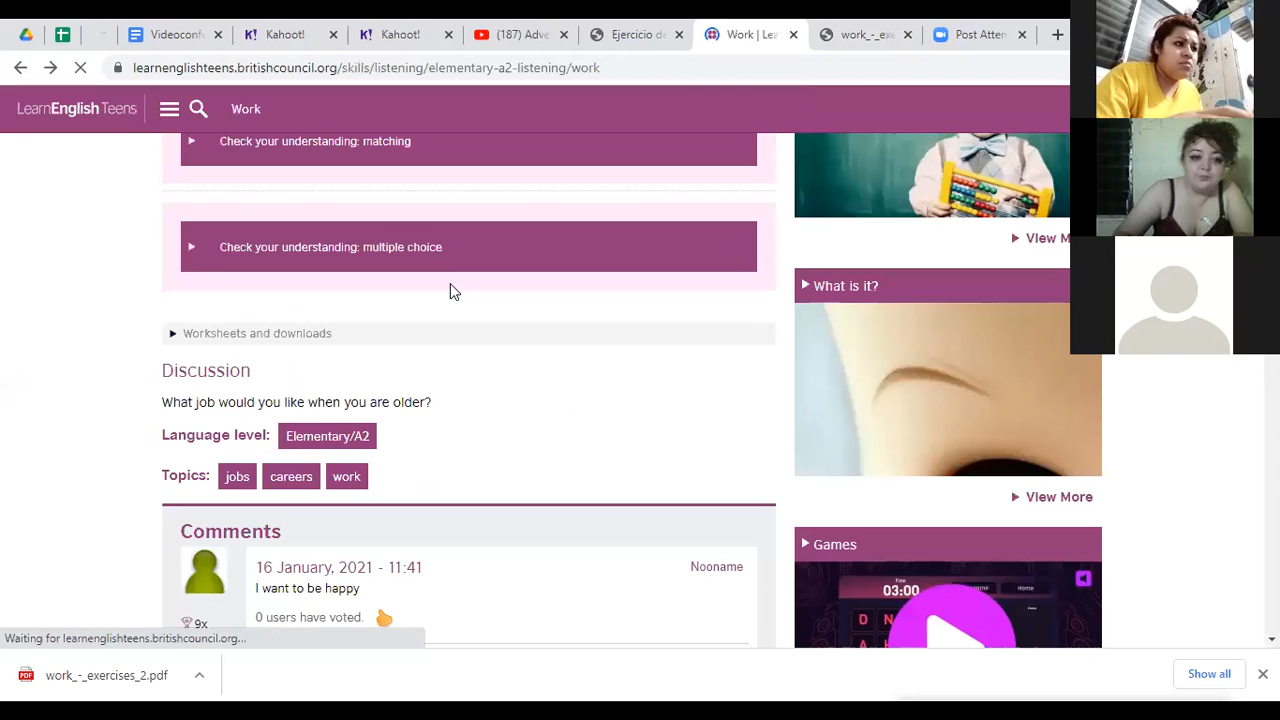 Videoconfe
Kahoot!
Kahoot!
(187) Adve
Ejercicio de
Work | Lea
work_-_exe
Post Atten
learnenglishteens.britishcouncil.org/skills/listening/elementary-a2-listening/work
LearnEnglish Teens
Work
Check your understanding: matching
Check your understanding: multiple choice
Worksheets and downloads
Discussion
What job would you like when you are older?
Language level: Elementary/A2
Topics: jobs careers work
Comments
16 January, 2021 - 11:41
Nooname
I want to be happy
0 users have voted.
9x
View M
What is it?
View More
Games
03:00
Home
D N
Waiting for learnenglishteens.britishcouncil.org...
work_-_exercises_2.pdf
Show all